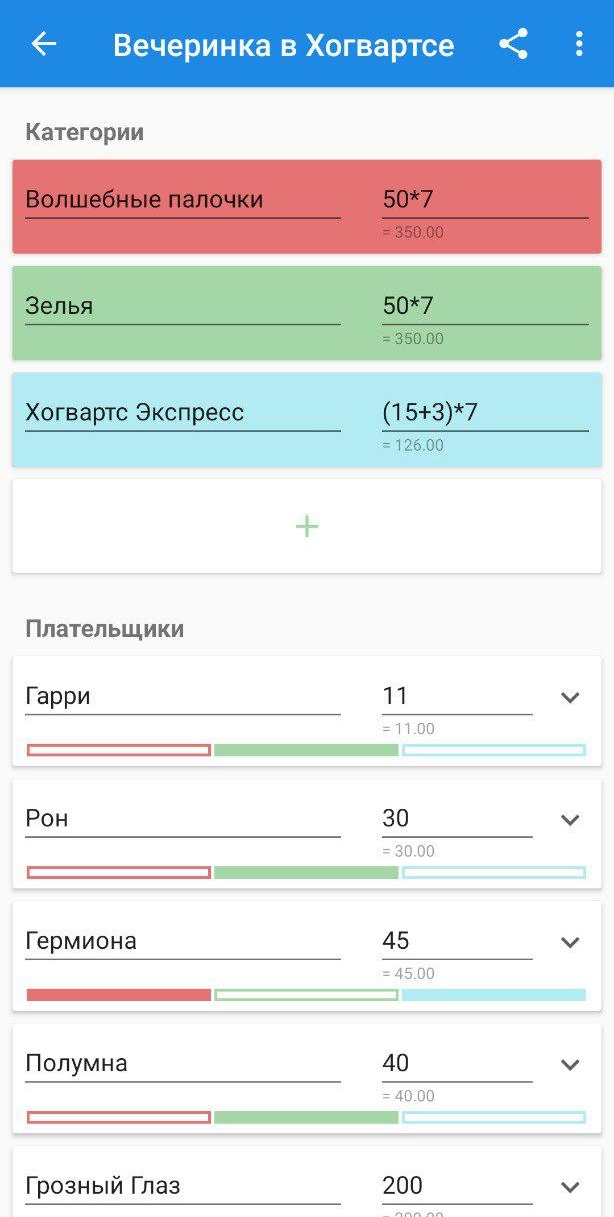 Вечеринка в Хогвартсе
Категории
Волшебные палочки 50*7
= 350.00
Зелья 50*7
= 350.00
Хогвартс Экспресс (15+3)*7
= 126.00
+
Плательщики
Гарри 11
= 11.00
Рон 30
= 30.00
Гермиона 45
= 45.00
Полумна 40
= 40.00
Грозный Глаз 200